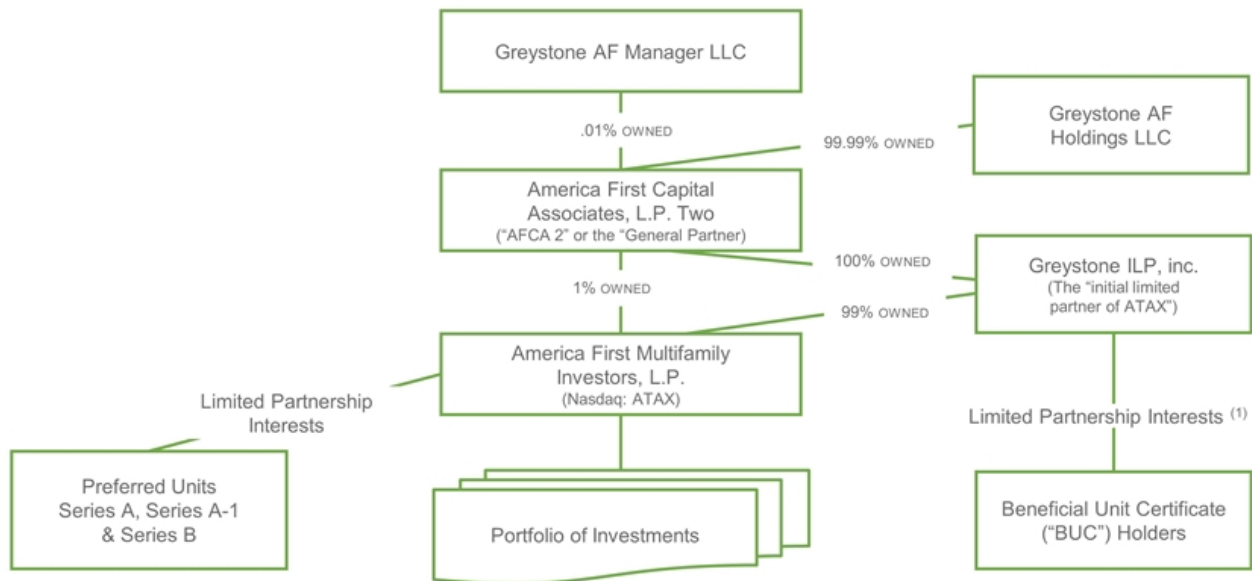 Greystone AF Manager LLC
.01% OWNED
99.99% OWNED
Greystone AF
Holdings LLC
America First Capital
Associates, L.P. Two
(“AFCA 2” or the “General Partner)
100% OWNED
1% OWNED
Greystone ILP, inc.
(The “initial limited
partner of ATAX”)
99% OWNED
America First Multifamily
Investors, L.P.
(Nasdaq: ATAX)
Limited Partnership
Interests
Limited Partnership Interests (1)
Preferred Units
Series A, Series A-1
& Series B
Portfolio of Investments
Beneficial Unit Certificate
(“BUC”) Holders